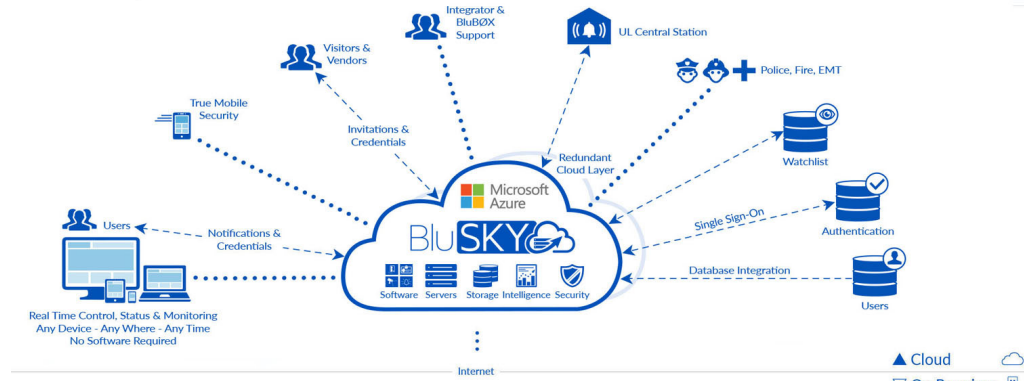 Integrator &
BluBØX
Support
UL Central Station
Visitors &
Vendors
Police, Fire, EMT
True Mobile
Security
Invitations &
Credentials
Redundant
Cloud Layer
Watchlist
Microsoft
Azure
Users
Notifications &
Credentials
BluSKY
Single Sign-On
Authentication
Database Integration
Software Servers Storage Intelligence Security
Users
Real Time Control, Status & Monitoring
Any Device - Any Where - Any Time
No Software Required
Internet
Cloud